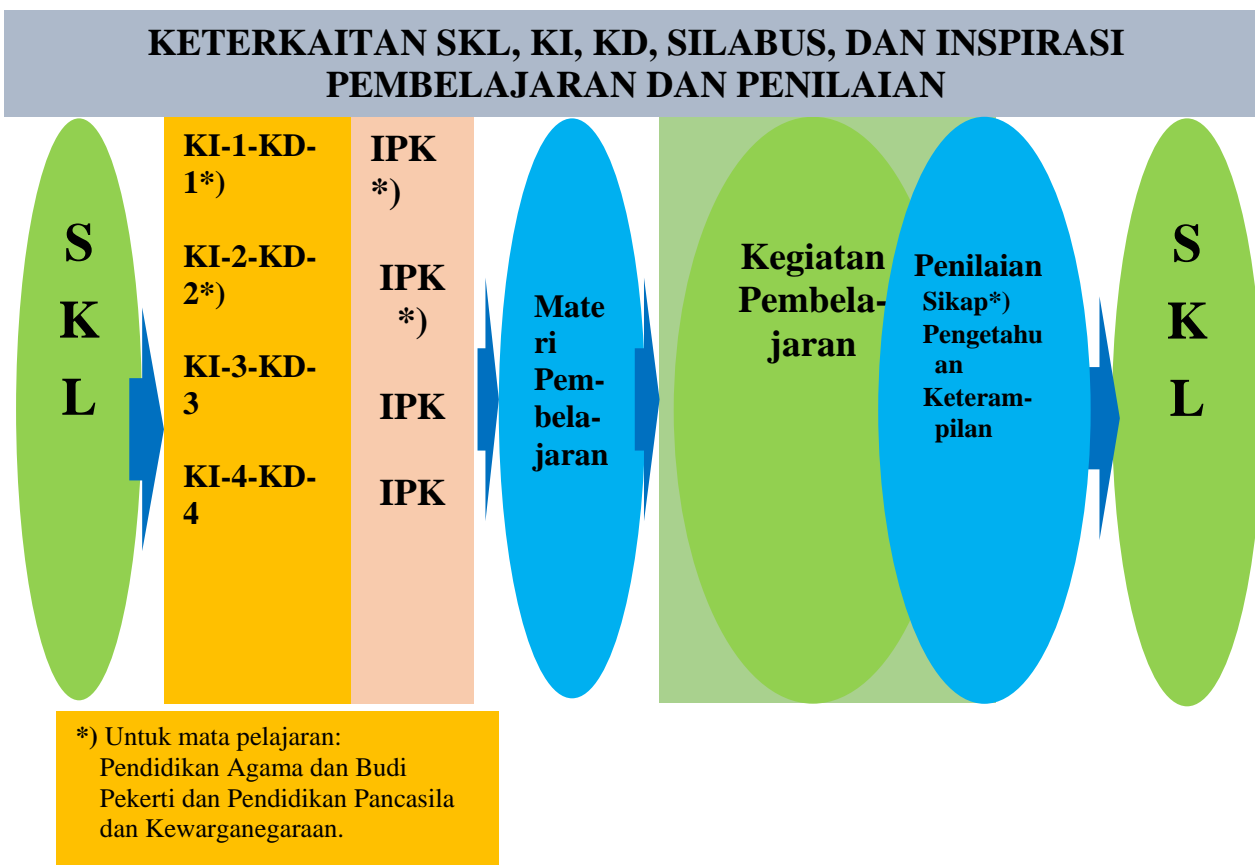 KETERKAITAN SKL, KI, KD, SILABUS, DAN INSPIRASI
PEMBELAJARAN DAN PENILAIAN
S
K
L
KI-1-KD-
1*)
KI-2-KD-
2*)
KI-3-KD-
3
KI-4-KD-
4
IPK
*)
IPK
*)
IPK
IPK
Mate
ri
Pem-
bela-
jaran
Kegiatan
Pembela-
jaran
Penilaian
Sikap*)
Pengetahu
an
Keteram-
pilan
S
K
L
*) Untuk mata pelajaran:
Pendidikan Agama dan Budi
Pekerti dan Pendidikan Pancasila
dan Kewarganegaraan.